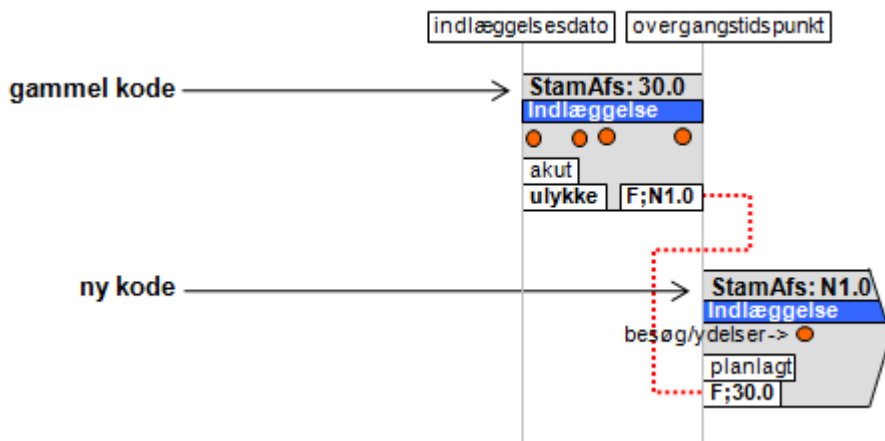 indlæggelsesdato
overgangstidspunkt
gammel kode
StamAfs: 30.0
Indlæggelse
akut
ulykke
F;N1.0
ny kode
StamAfs: N1.0
Indlæggelse
besøg/ydelser->
planlagt
F;30.0